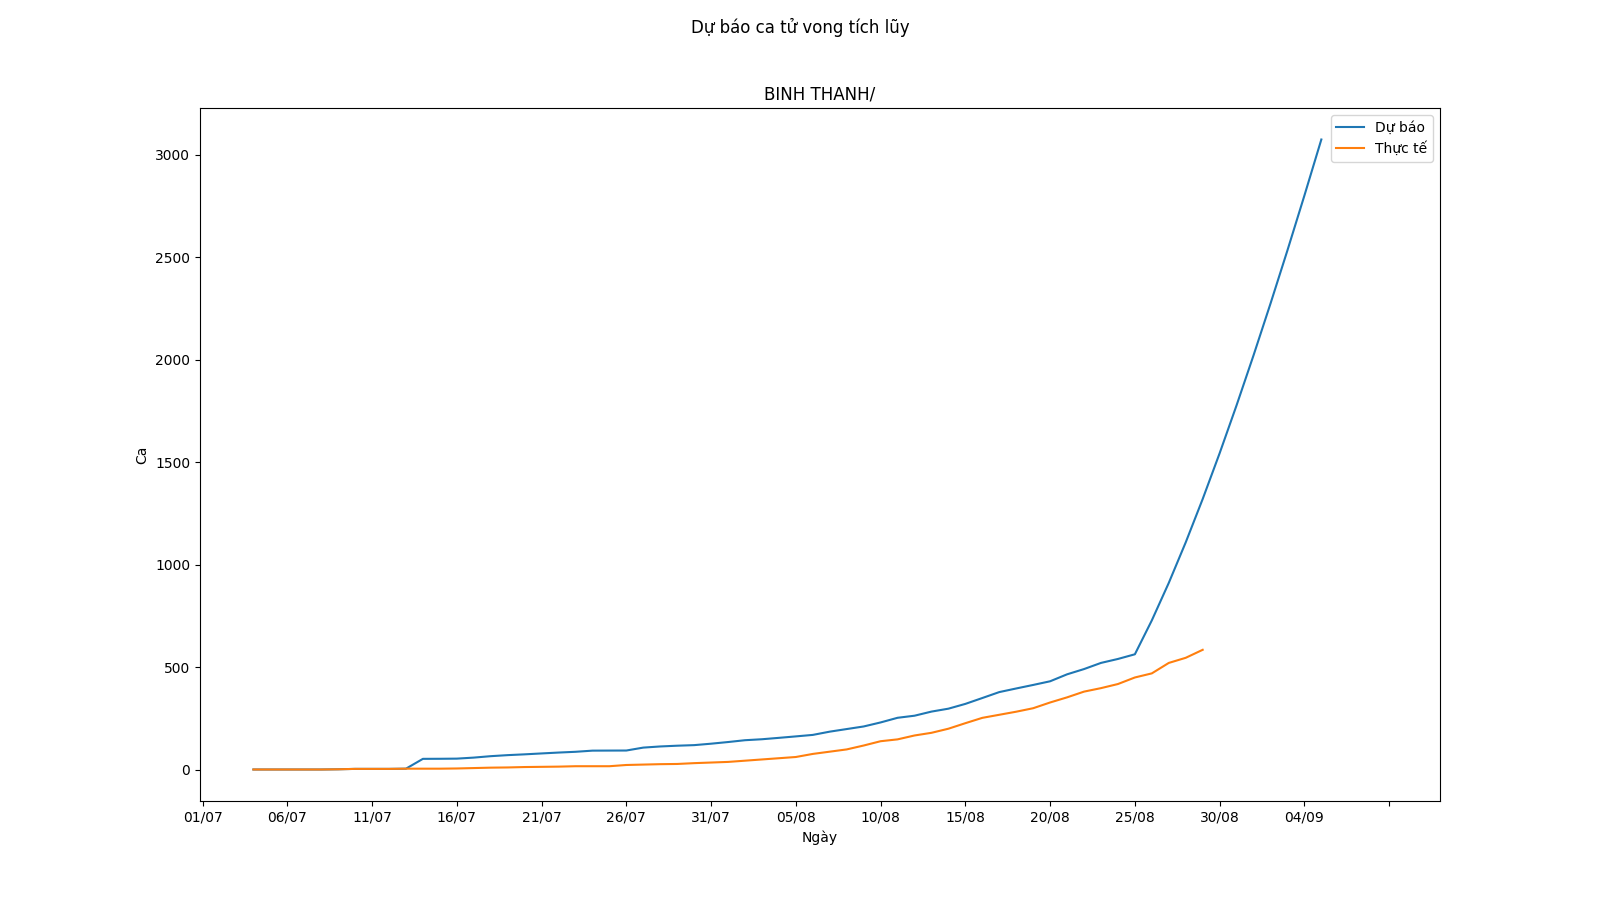 Dự báo ca tử vong tích lũy
BINH THANH/
Dự báo
Thực tế
3000
2500
2000
1500
1000
500
0
Ca
01/07 06/07 11/07 16/07 21/07 26/07 31/07 05/08 10/08 15/08 20/08 25/08 30/08 04/09
Ngày